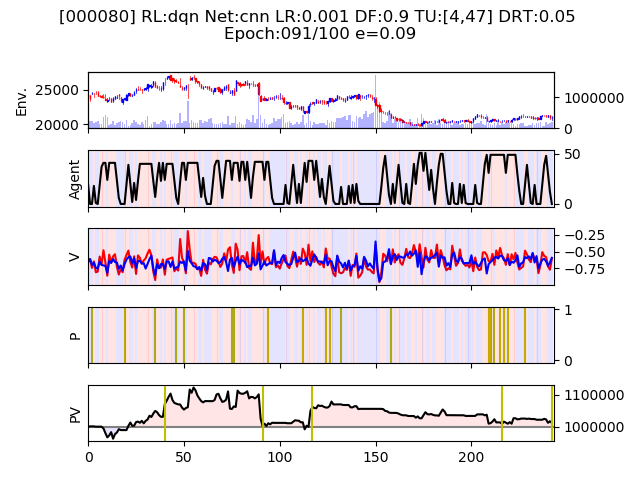 [000080] RL:dqn Net:cnn LR:0.001 DF:0.9 TU:[4,47] DRT:0.05
Epoch:091/100 e=0.09
Env.
25000
20000
1000000
0
Agent
50
0
V
−0.25
−0.50
−0.75
P
1
0
PV
1100000
1000000
0 50 100 150 200